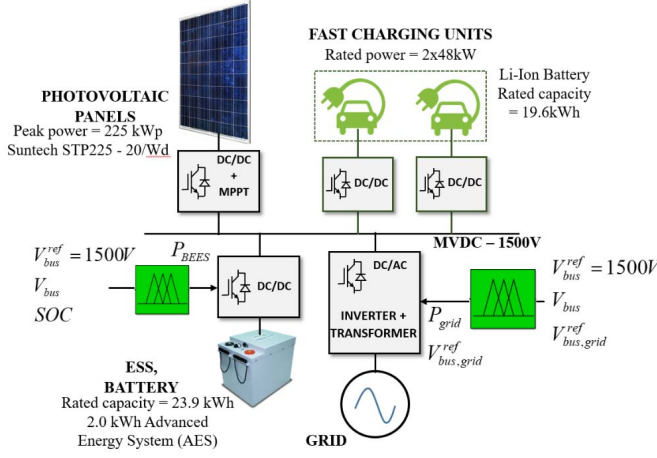 FAST CHARGING UNITS
Rated power = 2x48kW
Li-Ion Battery
Rated capacity
= 19.6kWh
PHOTOVOLTAIC
PANELS
Peak power = 225 kWp
Suntech STP225 - 20/Wd
DC/DC
+
MPPT
DC/DC
DC/DC
MVDC – 1500V
V_bus^ref = 1500V
V_bus
SOC
P_BEES
DC/DC
DC/AC
INVERTER +
TRANSFORMER
P_grid
V_bus,grid^ref
V_bus^ref = 1500V
V_bus
V_bus,grid^ref
ESS,
BATTERY
Rated capacity = 23.9 kWh
2.0 kWh Advanced
Energy System (AES)
GRID